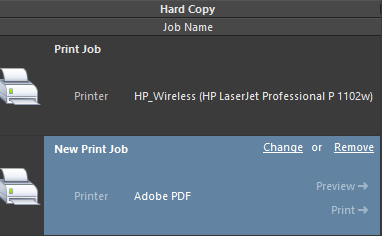 Hard Copy
Job Name
Print Job
Printer HP_Wireless (HP LaserJet Professional P 1102w)
New Print Job Change or Remove
Preview →
Printer Adobe PDF
Print →